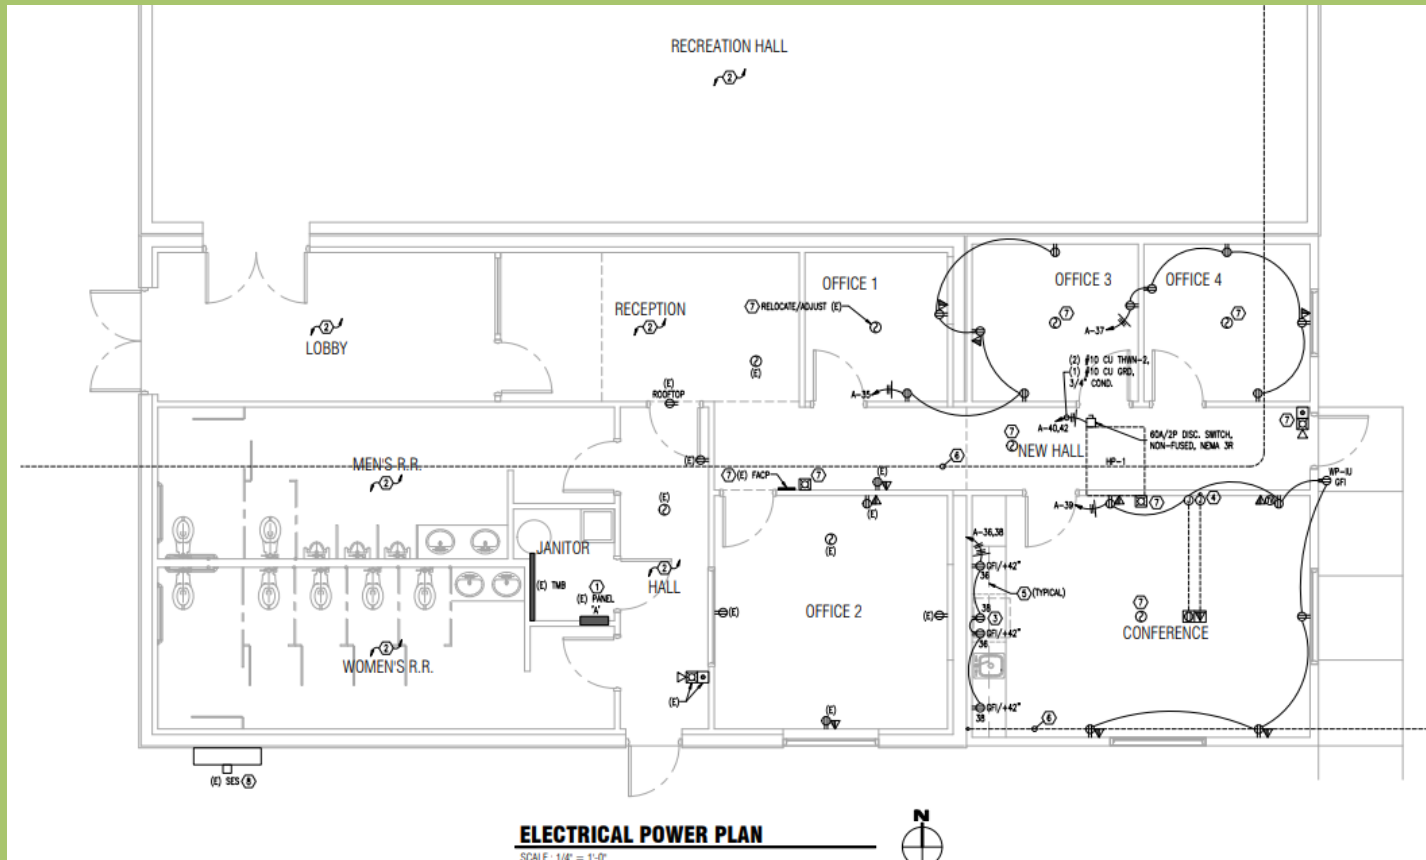 RECREATION HALL
2
OFFICE 1
OFFICE 3
OFFICE 4
RECEPTION
7 RELOCATE/ADJUST (E)
2
7
7
2
2
2
2
2
LOBBY
A-37
2
(E)
(2) #10 CU THWN-2,
(1) #10 CU GRD,
3/4" COND.
(E)
ROOFTOP
A-35
A-40,42
7
2
NEW HALL
60A/2P DISC. SWITCH,
NON-FUSED, NEMA 3R
7
HP-1
MEN'S R.R.
2
(E)
6
7 (E) FACP
7
(E)
WP-IU
GFI
(E)
2
(E)
A-39
7
4
A-36,38
2
(E)
JANITOR
(E) TMB
1
(E) PANEL
"A"
2
HALL
GFI/+42"
36
5 (TYPICAL)
(E)
OFFICE 2
(E)
38
3
GFI/+42"
36
7
2
CONFERENCE
2
WOMEN'S R.R.
(E)
(E)
GFI/+42"
38
6
(E) SES 8
N
ELECTRICAL POWER PLAN
SCALE : 1/4" = 1'-0"